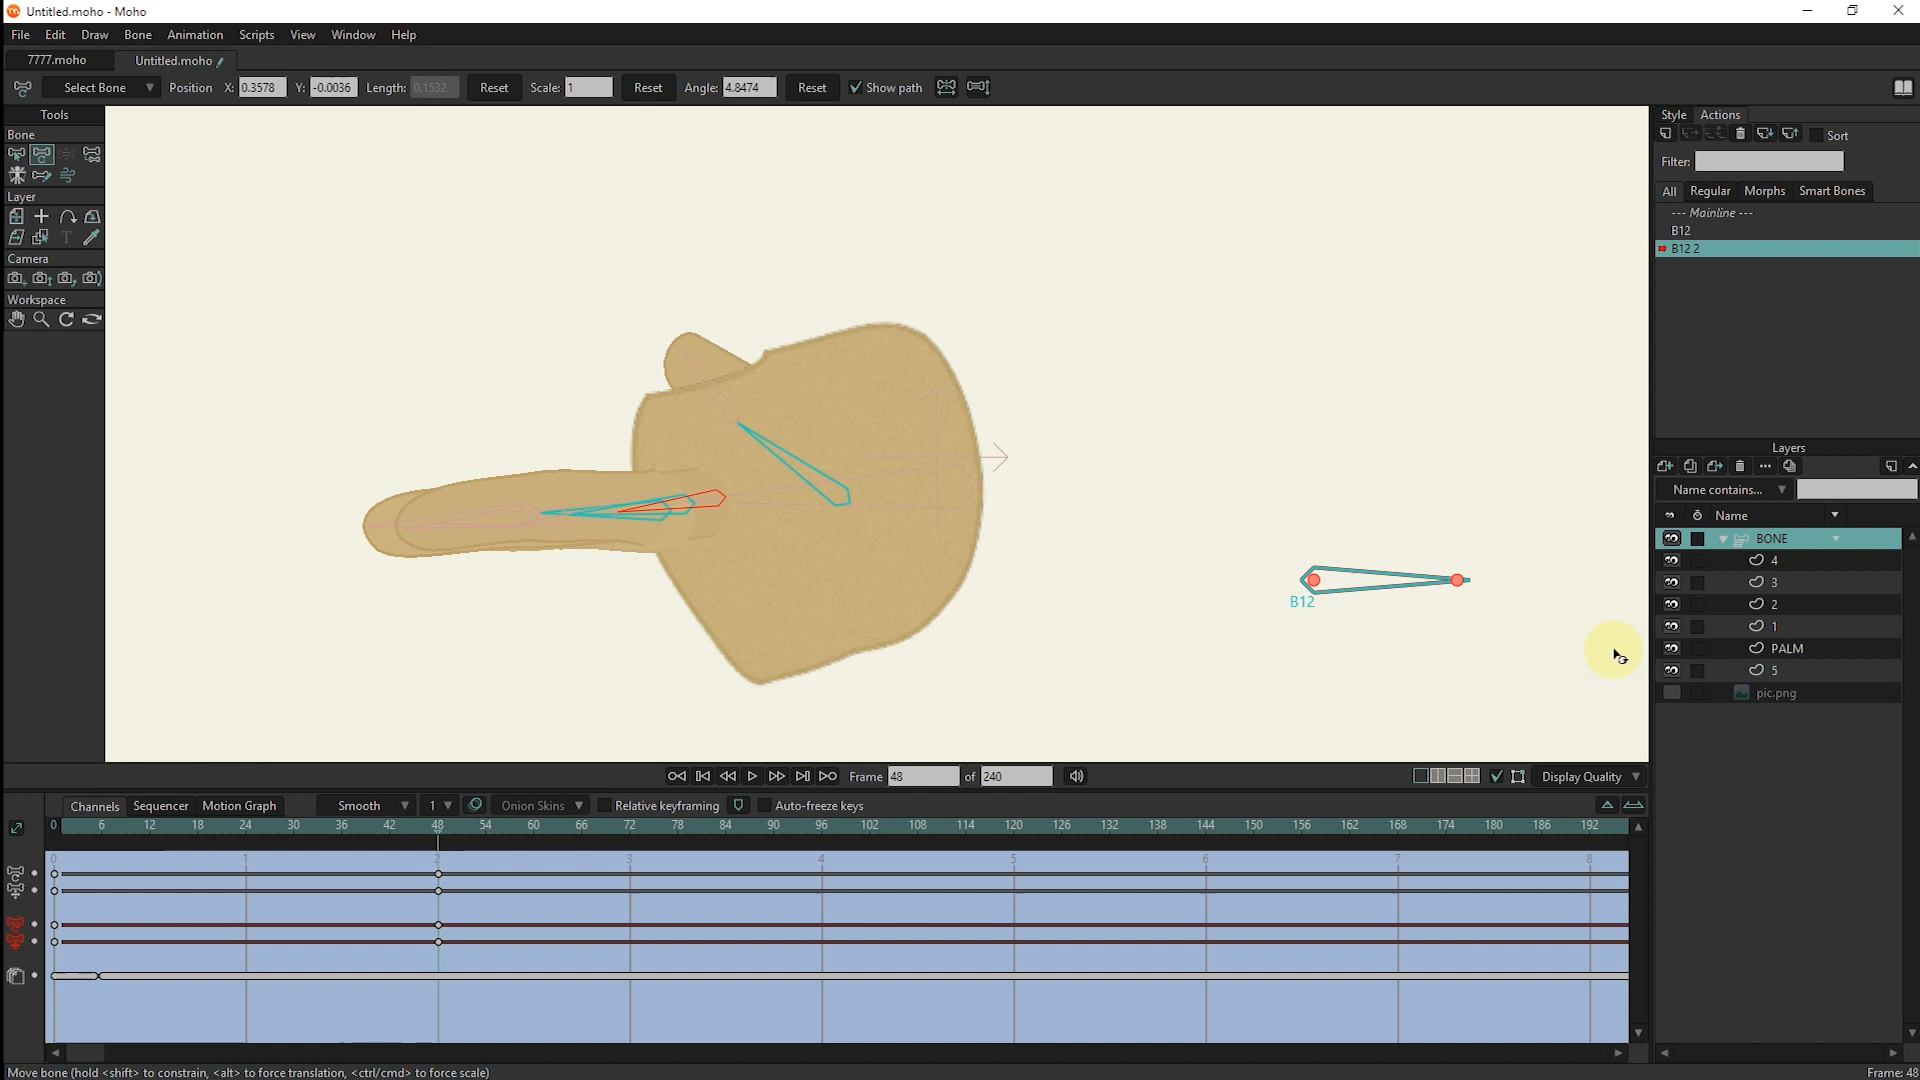 Untitled.moho - Moho
File Edit Draw Bone Animation Scripts View Window Help
7777.moho Untitled.moho
Select Bone Position X: 0.3578 Y: -0.0036 Length: 0.1532 Reset Scale: 1 Reset Angle: 4.8474 Reset Show path
Tools
Bone
Layer
T
Camera
Workspace
B12
Style Actions
Sort
Filter:
All Regular Morphs Smart Bones
--- Mainline ---
B12
B12 2
Layers
Name contains...
Name
BONE
4
3
2
1
PALM
5
pic.png
Frame 48 of 240 Display Quality
Channels Sequencer Motion Graph Smooth 1 Onion Skins Relative keyframing Auto-freeze keys
0 6 12 18 24 30 36 42 48 54 60 66 72 78 84 90 96 102 108 114 120 126 132 138 144 150 156 162 168 174 180 186 192
0 1 2 3 4 5 6 7 8
Move bone (hold <shift> to constrain, <alt> to force translation, <ctrl/cmd> to force scale) Frame: 48